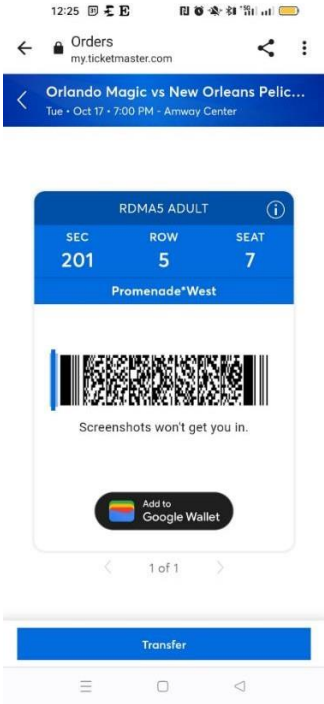 12:25
Orders
my.ticketmaster.com
Orlando Magic vs New Orleans Pelic...
Tue • Oct 17 • 7:00 PM - Amway Center
RDMA5 ADULT
SEC ROW SEAT
201 5 7
Promenade*West
Screenshots won't get you in.
Add to
Google Wallet
1 of 1
Transfer